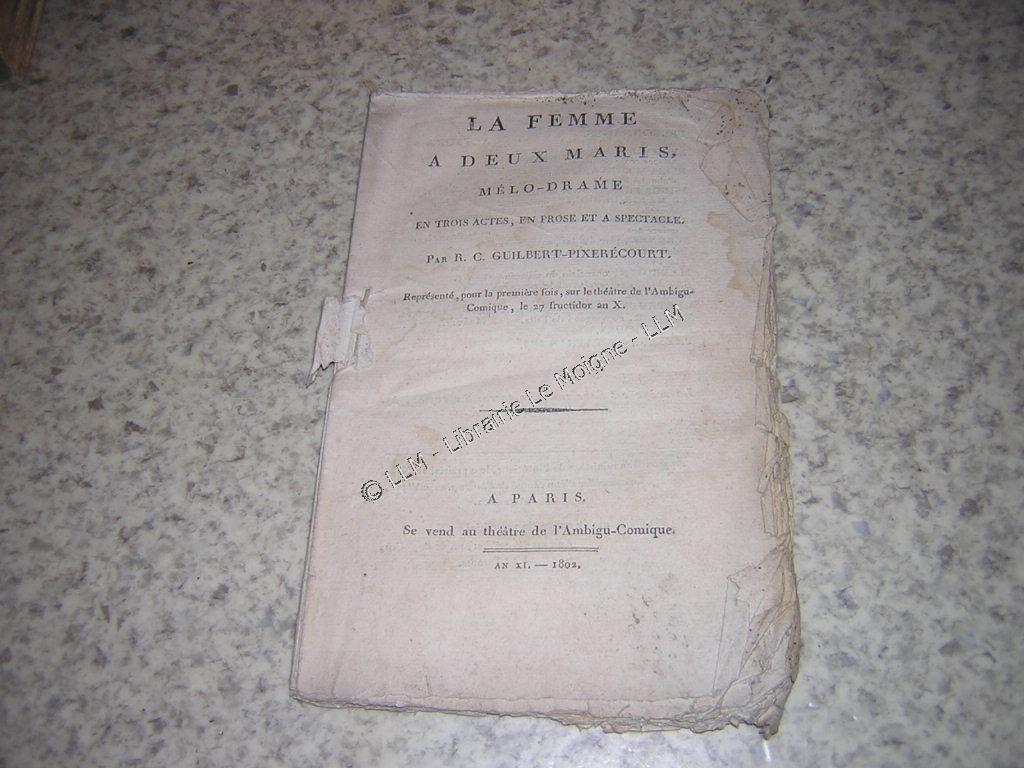 LA FEMME
A DEUX MARIS,
MÉLO-DRAME
EN TROIS ACTES, EN PROSE ET A SPECTACLE.
PAR R. C. GUILBERT-PIXERÉCOURT.
Représenté, pour la première fois, sur le théâtre de l'Ambigu-
Comique, le 27 fructidor an X.
© LLM - Librairie Le Moigne - LLM
A PARIS,
Se vend au théâtre de l'Ambigu-Comique.
AN XI. — 1802.